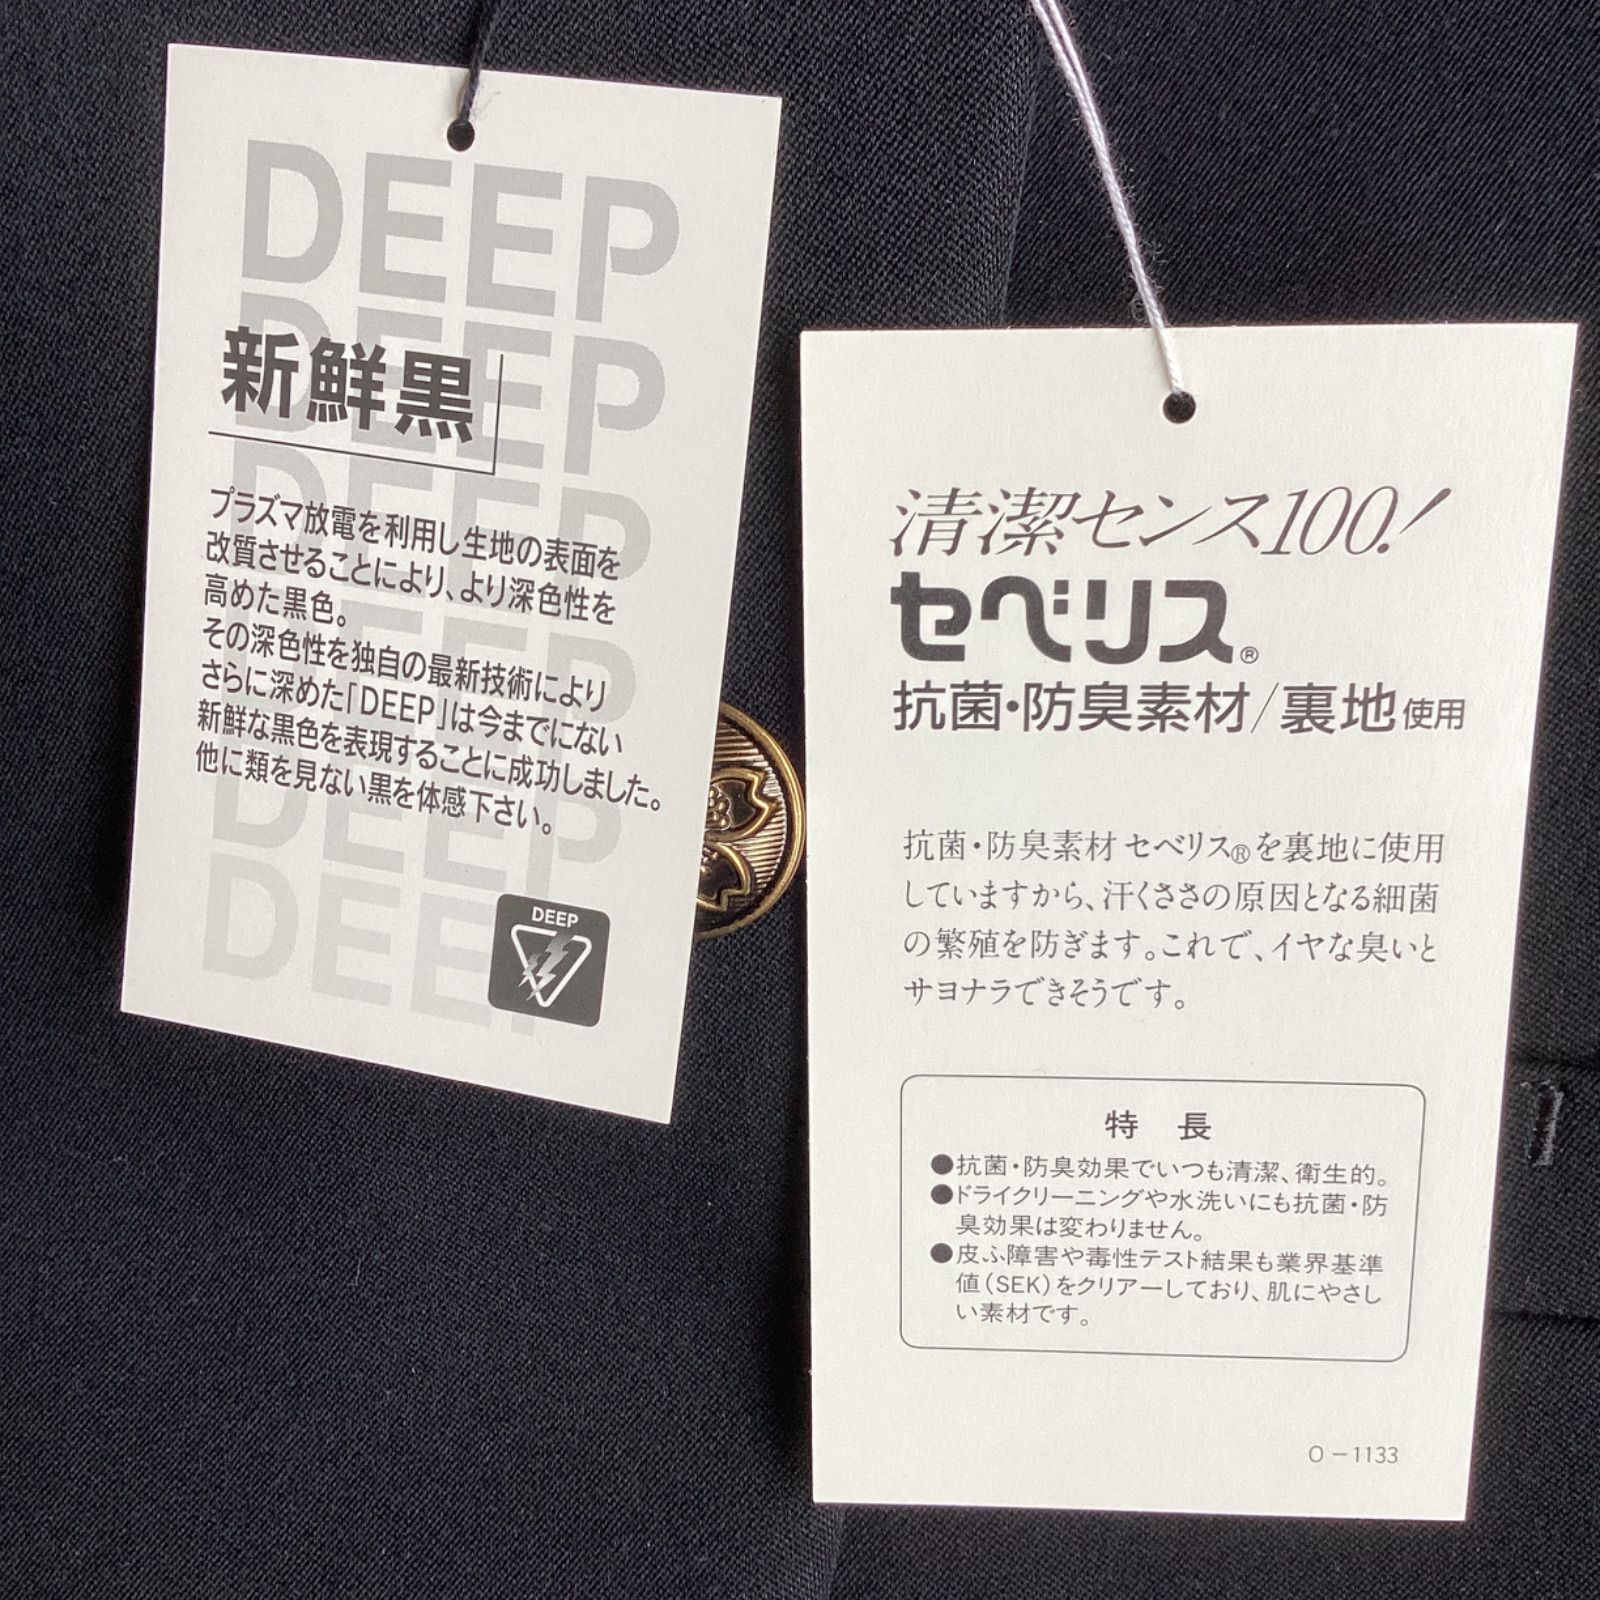 DEEP
DEEP
DEEP
DEEP
DEEP
DEEP
新鮮黒
プラズマ放電を利用し生地の表面を
改質させることにより、より深色性を
高めた黒色。
その深色性を独自の最新技術により
さらに深めた「DEEP」は今までにない
新鮮な黒色を表現することに成功しました。
他に類を見ない黒を体感下さい。
DEEP
清潔センス100!
セベリス®
抗菌・防臭素材/裏地使用
抗菌・防臭素材 セベリス®を裏地に使用
していますから、汗くささの原因となる細菌
の繁殖を防ぎます。これで、イヤな臭いと
サヨナラできそうです。
特 長
●抗菌・防臭効果でいつも清潔、衛生的。
●ドライクリーニングや水洗いにも抗菌・防
臭効果は変わりません。
●皮ふ障害や毒性テスト結果も業界基準
値(SEK)をクリアーしており、肌にやさし
い素材です。
O－1133